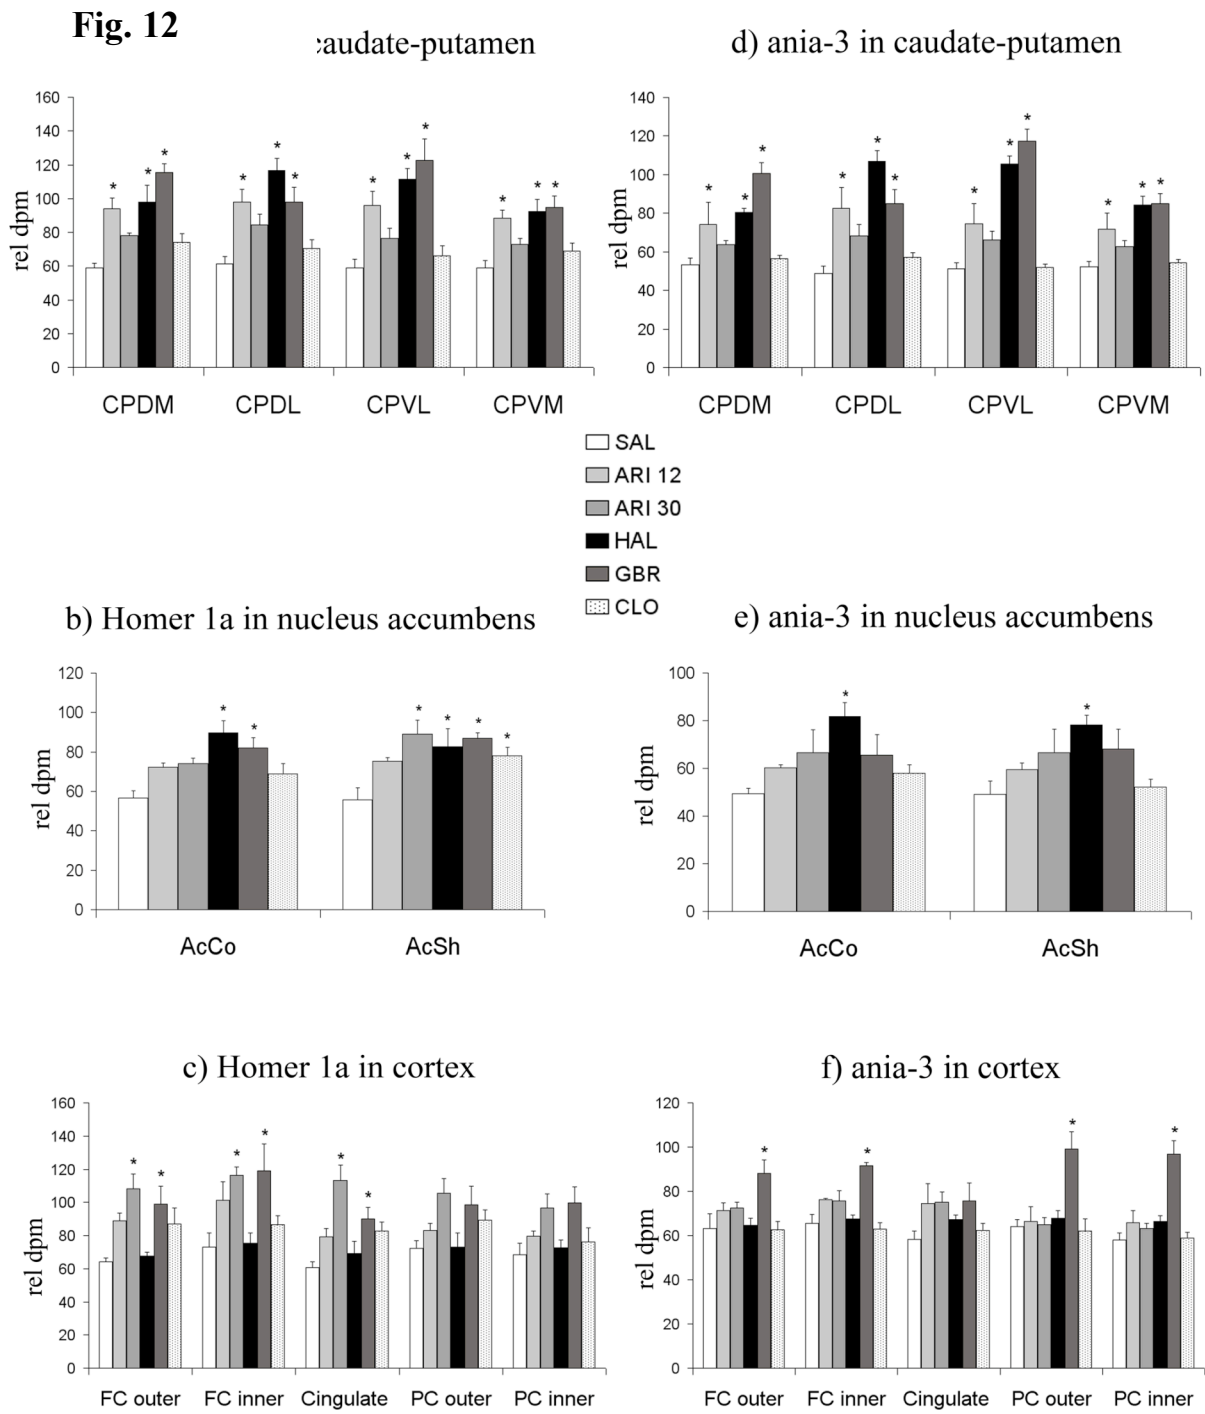 Fig. 12
caudate-putamen
160
140
120
100
80
60
40
20
0
rel dpm
* * * * * * * * * * * *
CPDM CPDL CPVL CPVM
d) ania-3 in caudate-putamen
140
120
100
80
60
40
20
0
rel dpm
* * * * * * * * * * * *
CPDM CPDL CPVL CPVM
SAL
ARI 12
ARI 30
HAL
GBR
CLO
b) Homer 1a in nucleus accumbens
120
100
80
60
40
20
0
rel dpm
* * * * * *
AcCo AcSh
e) ania-3 in nucleus accumbens
100
80
60
40
20
0
rel dpm
* *
AcCo AcSh
c) Homer 1a in cortex
160
140
120
100
80
60
40
20
0
rel dpm
* * * * * *
FC outer FC inner Cingulate PC outer PC inner
f) ania-3 in cortex
120
100
80
60
40
20
0
rel dpm
* * * *
FC outer FC inner Cingulate PC outer PC inner